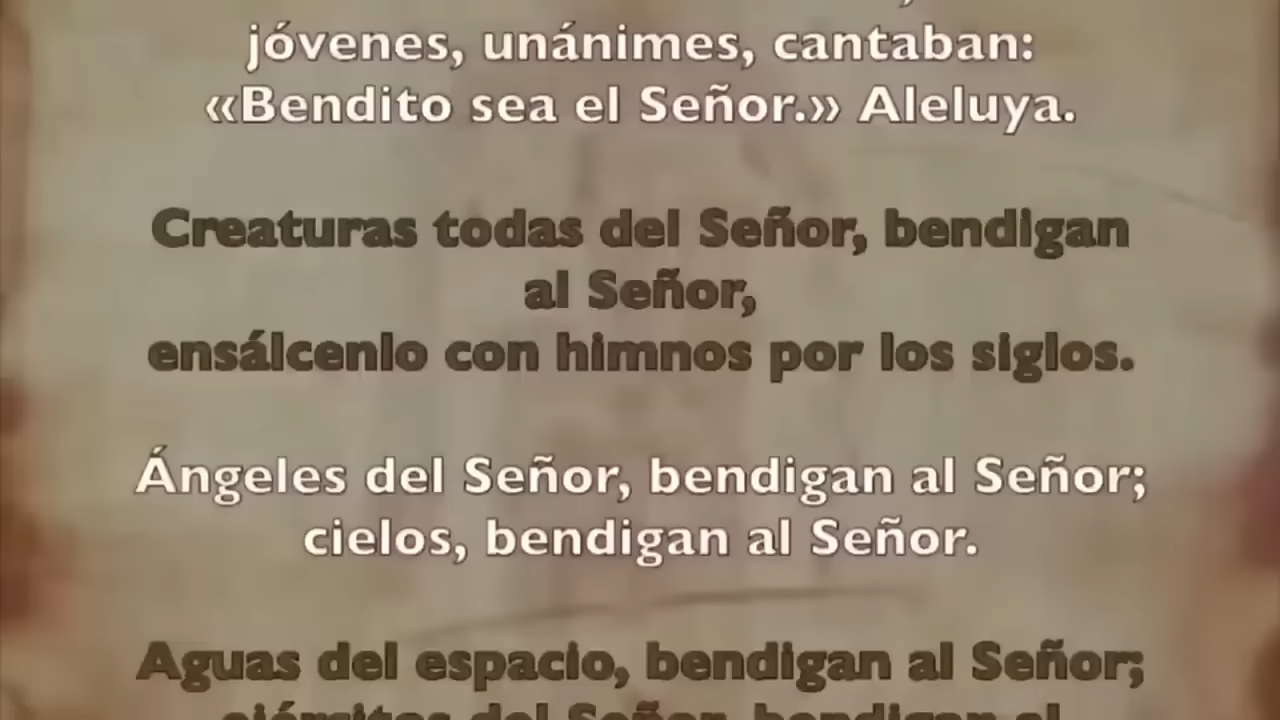 jóvenes, unánimes, cantaban:
«Bendito sea el Señor.» Aleluya.
Creaturas todas del Señor, bendigan
al Señor,
ensálcenlo con himnos por los siglos.
Ángeles del Señor, bendigan al Señor;
cielos, bendigan al Señor.
Aguas del espacio, bendigan al Señor;
ejércitos del Señor, bendigan al